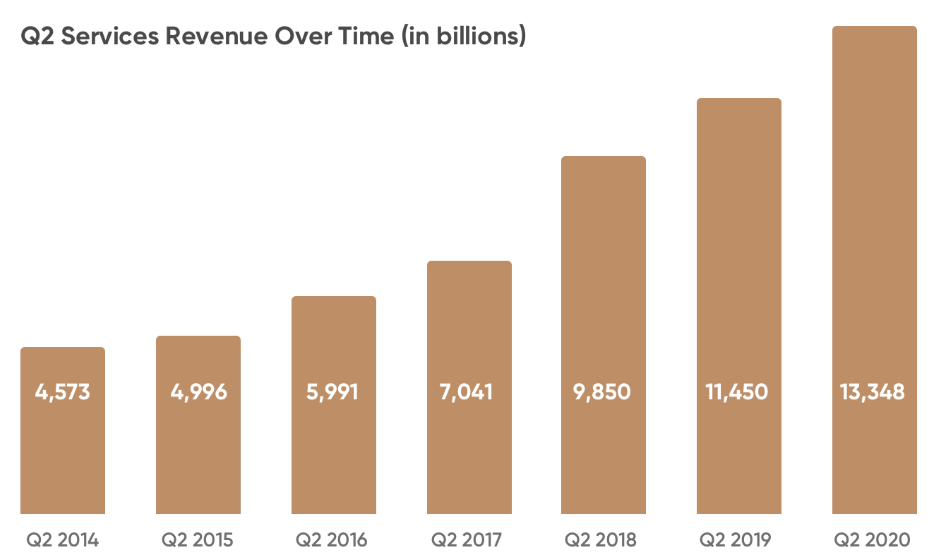 Q2 Services Revenue Over Time (in billions)
4,573 4,996 5,991 7,041 9,850 11,450 13,348
Q2 2014 Q2 2015 Q2 2016 Q2 2017 Q2 2018 Q2 2019 Q2 2020